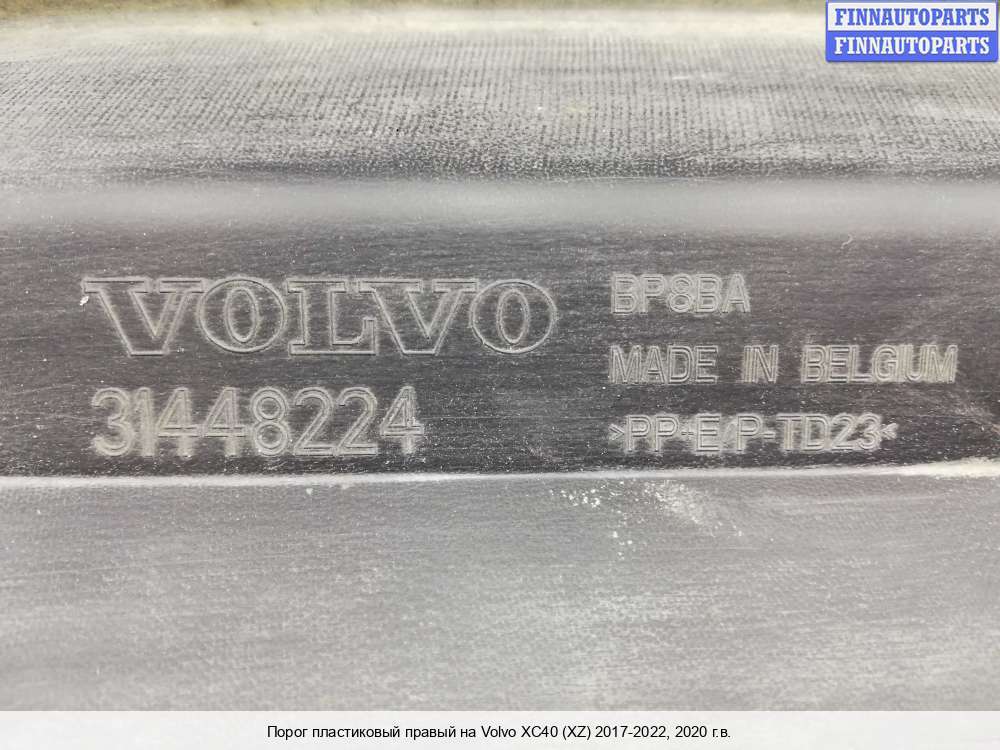 FINNAUTOPARTS
FINNAUTOPARTS
VOLVO
31448224
BP8BA
MADE IN BELGIUM
>PP+E/P-TD23<
Порог пластиковый правый на Volvo XC40 (XZ) 2017-2022, 2020 г.в.